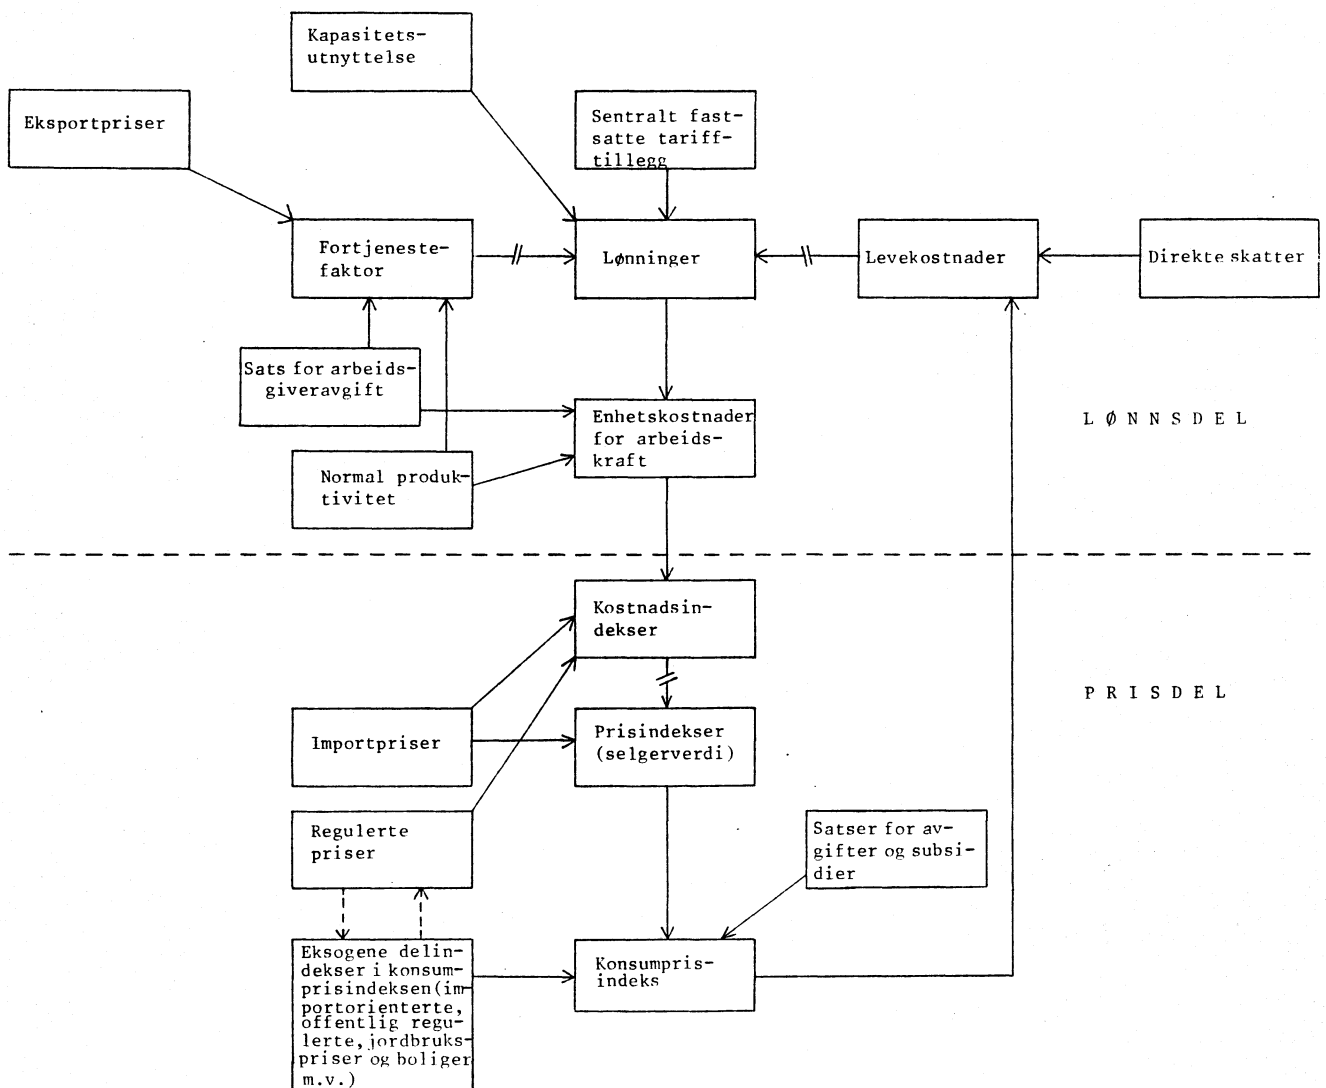 Kapasitets-
utnyttelse
Eksportpriser
Sentralt fast-
satte tariff-
tillegg
Fortjeneste-
faktor
Lønninger
Levekostnader
Direkte skatter
Sats for arbeids-
giveravgift
Enhetskostnader
for arbeids-
kraft
LØNNSDEL
Normal produk-
tivitet
Kostnadsin-
dekser
PRISDEL
Importpriser
Prisindekser
(selgerverdi)
Regulerte
priser
Satser for av-
gifter og subsi-
dier
Eksogene delin-
dekser i konsum-
prisindeksen(im-
portorienterte,
offentlig regu-
lerte, jordbruks-
priser og boliger
m.v.)
Konsumpris-
indeks